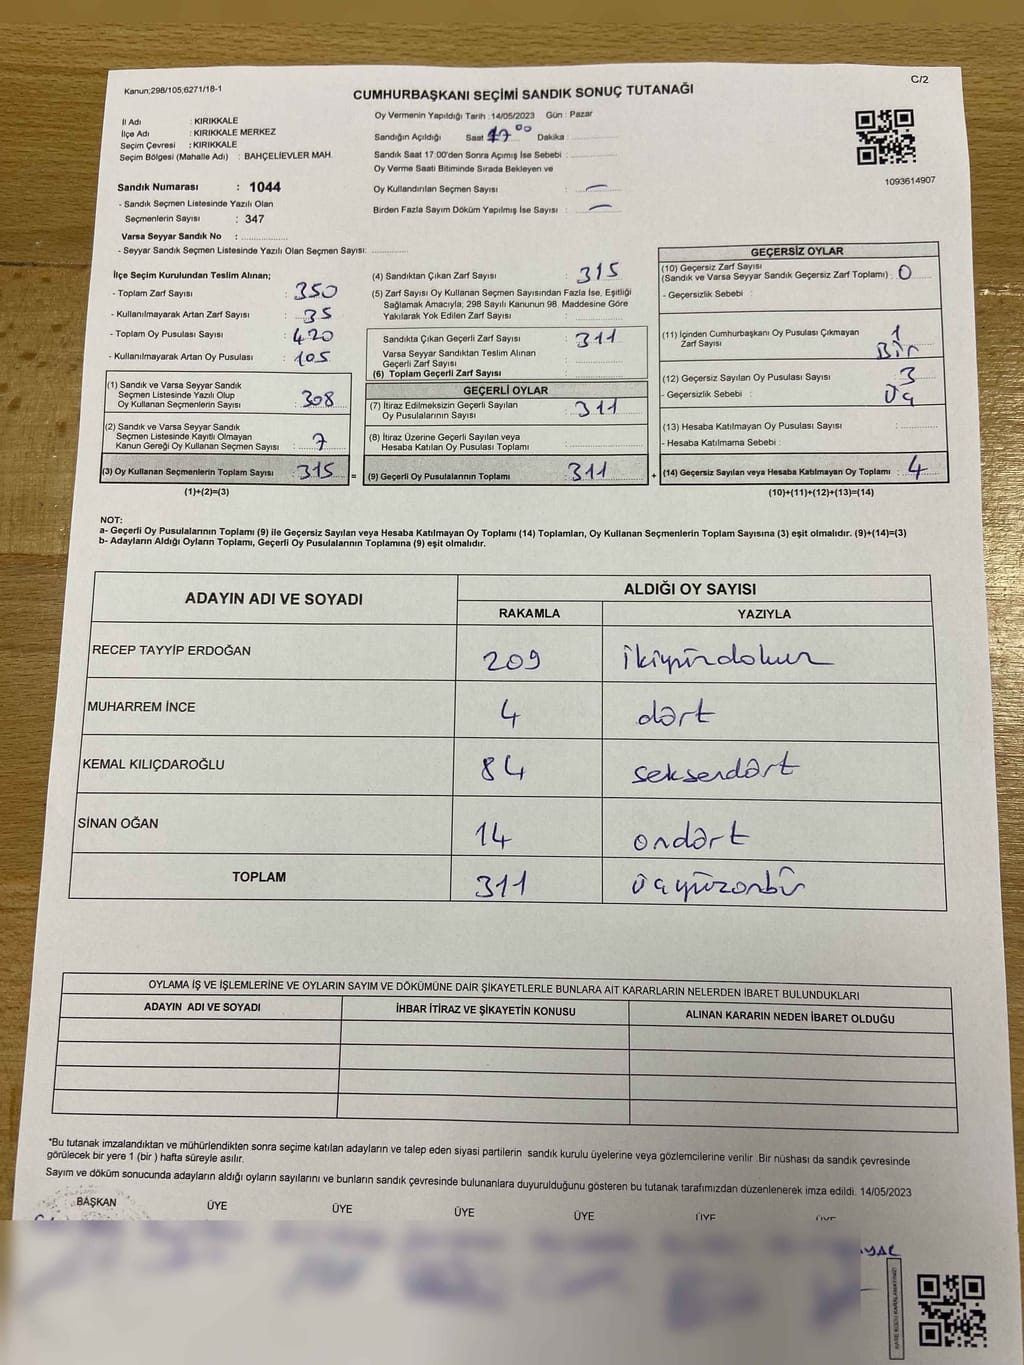 Kanun;298/105;6271/18-1
C/2
CUMHURBAŞKANI SEÇİMİ SANDIK SONUÇ TUTANAĞI
İl Adı : KIRIKKALE
İlçe Adı : KIRIKKALE MERKEZ
Seçim Çevresi : KIRIKKALE
Seçim Bölgesi (Mahalle Adı) : BAHÇELİEVLER MAH.
Sandık Numarası : 1044
- Sandık Seçmen Listesinde Yazılı Olan
Seçmenlerin Sayısı : 347
Varsa Seyyar Sandık No :
- Seyyar Sandık Seçmen Listesinde Yazılı Olan Seçmen Sayısı:
Oy Vermenin Yapıldığı Tarih :14/05/2023 Gün : Pazar
Sandığın Açıldığı Saat 17 00 Dakika :
Sandık Saat 17:00'den Sonra Açımış İse Sebebi :
Oy Verme Saati Bitiminde Sırada Bekleyen ve
Oy Kullandırılan Seçmen Sayısı : —
Birden Fazla Sayım Döküm Yapılmış İse Sayısı : —
1093614907
İlçe Seçim Kurulundan Teslim Alınan;
- Toplam Zarf Sayısı : 350
- Kullanılmayarak Artan Zarf Sayısı : 35
- Toplam Oy Pusulası Sayısı : 420
- Kullanılmayarak Artan Oy Pusulası : 105
(1) Sandık ve Varsa Seyyar Sandık
Seçmen Listesinde Yazılı Olup
Oy Kullanan Seçmenlerin Sayısı : 308
(2) Sandık ve Varsa Seyyar Sandık
Seçmen Listesinde Kayıtlı Olmayan
Kanun Gereği Oy Kullanan Seçmen Sayısı : 7
(3) Oy Kullanan Seçmenlerin Toplam Sayısı : 315
(1)+(2)=(3)
(4) Sandıktan Çıkan Zarf Sayısı : 315
(5) Zarf Sayısı Oy Kullanan Seçmen Sayısından Fazla İse, Eşitliği
Sağlamak Amacıyla, 298 Sayılı Kanunun 98. Maddesine Göre
Yakılarak Yok Edilen Zarf Sayısı :
Sandıkta Çıkan Geçerli Zarf Sayısı : 311
Varsa Seyyar Sandıktan Teslim Alınan
Geçerli Zarf Sayısı :
(6) Toplam Geçerli Zarf Sayısı :
GEÇERLİ OYLAR
(7) İtiraz Edilmeksizin Geçerli Sayılan
Oy Pusulalarının Sayısı : 311
(8) İtiraz Üzerine Geçerli Sayılan veya
Hesaba Katılan Oy Pusulası Toplamı :
= (9) Geçerli Oy Pusulalarının Toplamı : 311 +
GEÇERSİZ OYLAR
(10) Geçersiz Zarf Sayısı
(Sandık ve Varsa Seyyar Sandık Geçersiz Zarf Toplamı) : 0
- Geçersizlik Sebebi :
(11) İçinden Cumhurbaşkanı Oy Pusulası Çıkmayan
Zarf Sayısı : 1
Bir
(12) Geçersiz Sayılan Oy Pusulası Sayısı : 3
- Geçersizlik Sebebi : Üç
(13) Hesaba Katılmayan Oy Pusulası Sayısı :
- Hesaba Katılmama Sebebi :
(14) Geçersiz Sayılan veya Hesaba Katılmayan Oy Toplamı : 4
(10)+(11)+(12)+(13)=(14)
NOT:
a- Geçerli Oy Pusulalarının Toplamı (9) ile Geçersiz Sayılan veya Hesaba Katılmayan Oy Toplamı (14) Toplamları, Oy Kullanan Seçmenlerin Toplam Sayısına (3) eşit olmalıdır. (9)+(14)=(3)
b- Adayların Aldığı Oyların Toplamı, Geçerli Oy Pusulalarının Toplamına (9) eşit olmalıdır.
ADAYIN ADI VE SOYADI
ALDIĞI OY SAYISI
RAKAMLA YAZIYLA
RECEP TAYYİP ERDOĞAN 209 ikiyüzdokuz
MUHARREM İNCE 4 dört
KEMAL KILIÇDAROĞLU 84 seksendört
SİNAN OĞAN 14 ondört
TOPLAM 311 üçyüzonbir
OYLAMA İŞ VE İŞLEMLERİNE VE OYLARIN SAYIM VE DÖKÜMÜNE DAİR ŞİKAYETLERLE BUNLARA AİT KARARLARIN NELERDEN İBARET BULUNDUKLARI
ADAYIN ADI VE SOYADI İHBAR İTİRAZ VE ŞİKAYETİN KONUSU ALINAN KARARIN NEDEN İBARET OLDUĞU
*Bu tutanak imzalandıktan ve mühürlendikten sonra seçime katılan adayların ve talep eden siyasi partilerin sandık kurulu üyelerine veya gözlemcilerine verilir .Bir nüshası da sandık çevresinde
görülecek bir yere 1 (bir ) hafta süreyle asılır.
Sayım ve döküm sonucunda adayların aldığı oyların sayılarını ve bunların sandık çevresinde bulunanlara duyurulduğunu gösteren bu tutanak tarafımızdan düzenlenerek imza edildi. 14/05/2023
BAŞKAN ÜYE ÜYE ÜYE ÜYE ÜYE ÜYE